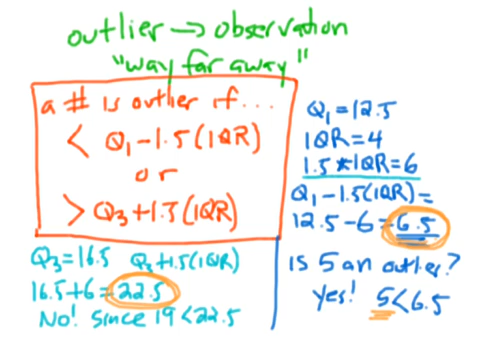 outlier → observation
"way far away"
a # is outlier if...
< Q₁-1.5(IQR)
or
> Q₃+1.5(IQR)
Q₁=12.5
IQR=4
1.5*IQR=6
Q₁-1.5(IQR)=
12.5-6=6.5
Is 5 an outlier?
Yes! 5<6.5
Q₃=16.5 Q₃+1.5(IQR)
16.5+6=22.5
No! since 19<22.5